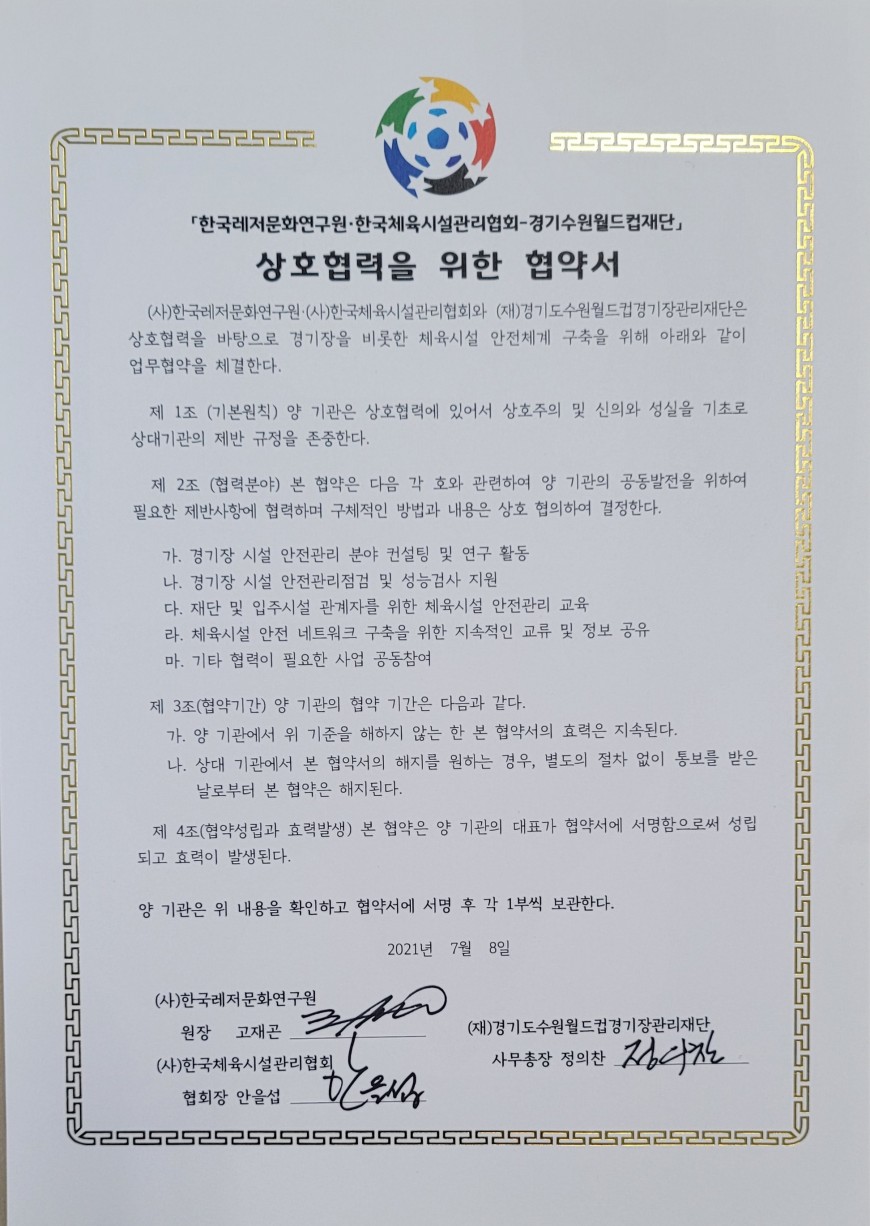 「한국레저문화연구원·한국체육시설관리협회-경기수원월드컵재단」
상호협력을 위한 협약서
(사)한국레저문화연구원·(사)한국체육시설관리협회와 (재)경기도수원월드컵경기장관리재단은
상호협력을 바탕으로 경기장을 비롯한 체육시설 안전체계 구축을 위해 아래와 같이
업무협약을 체결한다.
제 1조 (기본원칙) 양 기관은 상호협력에 있어서 상호주의 및 신의와 성실을 기초로
상대기관의 제반 규정을 존중한다.
제 2조 (협력분야) 본 협약은 다음 각 호와 관련하여 양 기관의 공동발전을 위하여
필요한 제반사항에 협력하며 구체적인 방법과 내용은 상호 협의하여 결정한다.
가. 경기장 시설 안전관리 분야 컨설팅 및 연구 활동
나. 경기장 시설 안전관리점검 및 성능검사 지원
다. 재단 및 입주시설 관계자를 위한 체육시설 안전관리 교육
라. 체육시설 안전 네트워크 구축을 위한 지속적인 교류 및 정보 공유
마. 기타 협력이 필요한 사업 공동참여
제 3조(협약기간) 양 기관의 협약 기간은 다음과 같다.
가. 양 기관에서 위 기준을 해하지 않는 한 본 협약서의 효력은 지속된다.
나. 상대 기관에서 본 협약서의 해지를 원하는 경우, 별도의 절차 없이 통보를 받은
날로부터 본 협약은 해지된다.
제 4조(협약성립과 효력발생) 본 협약은 양 기관의 대표가 협약서에 서명함으로써 성립
되고 효력이 발생된다.
양 기관은 위 내용을 확인하고 협약서에 서명 후 각 1부씩 보관한다.
2021년 7월 8일
(사)한국레저문화연구원
원장 고재곤
(사)한국체육시설관리협회
협회장 안을섭
(재)경기도수원월드컵경기장관리재단
사무총장 정의찬